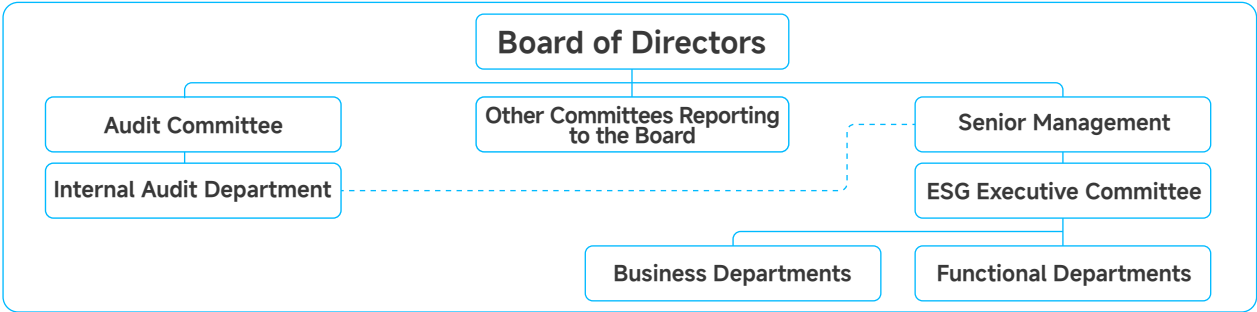 Board of Directors
Audit Committee
Other Committees Reporting
to the Board
Senior Management
Internal Audit Department
ESG Executive Committee
Business Departments
Functional Departments